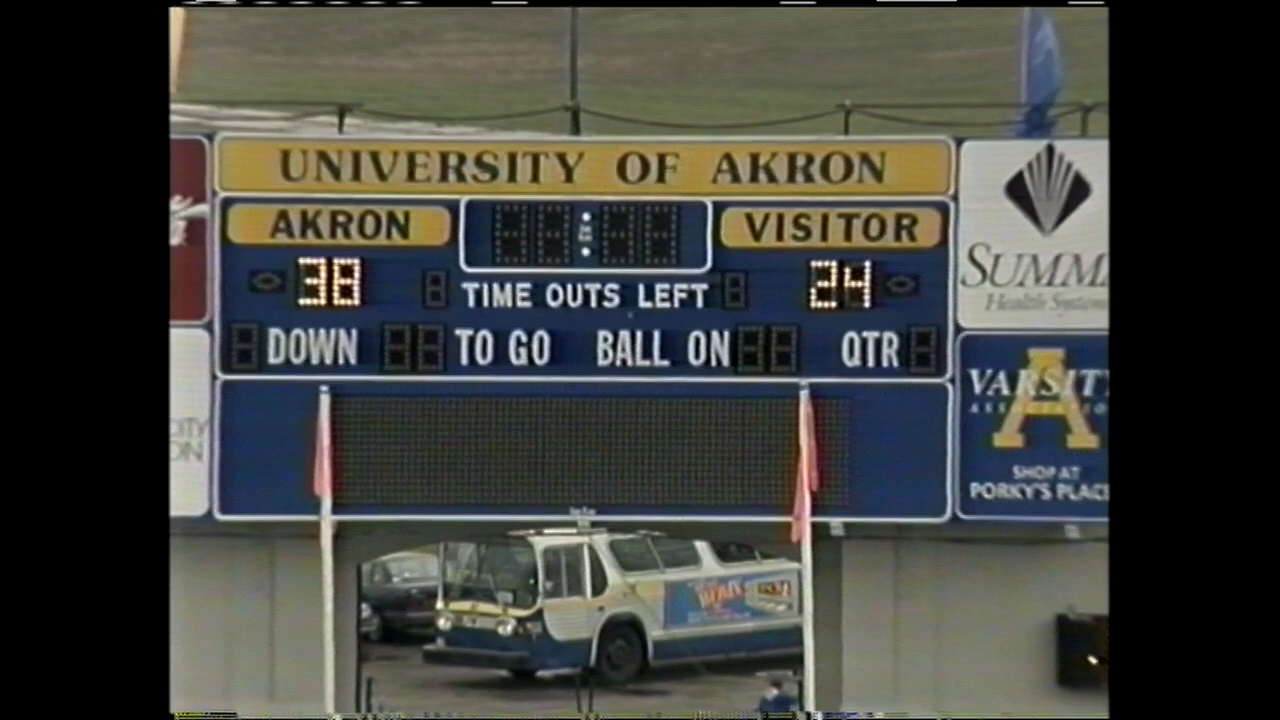 UNIVERSITY OF AKRON
AKRON
VISITOR
38
24
TIME OUTS LEFT
DOWN
TO GO
BALL ON
QTR
SUMM
Health System
VARSITY
A
SHOP AT
PORKY'S PLACE